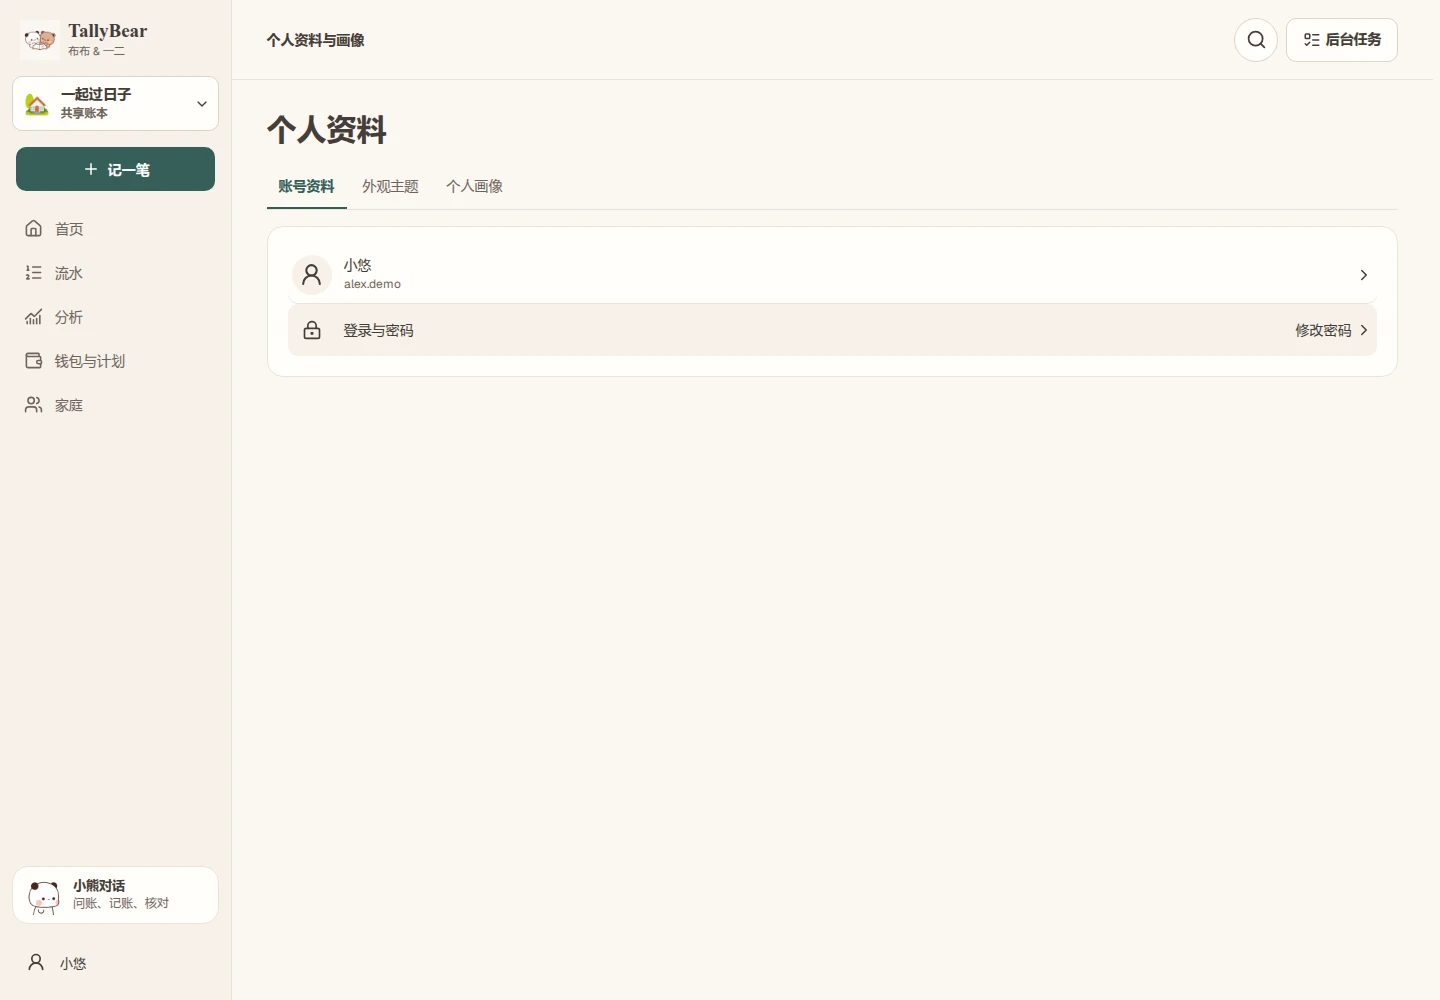 TallyBear
布布 & 一二
一起过日子
共享账本
记一笔
首页
流水
分析
钱包与计划
家庭
小熊对话
问账、记账、核对
小悠
个人资料与画像
后台任务
个人资料
账号资料
外观主题
个人画像
小悠
alex.demo
登录与密码
修改密码